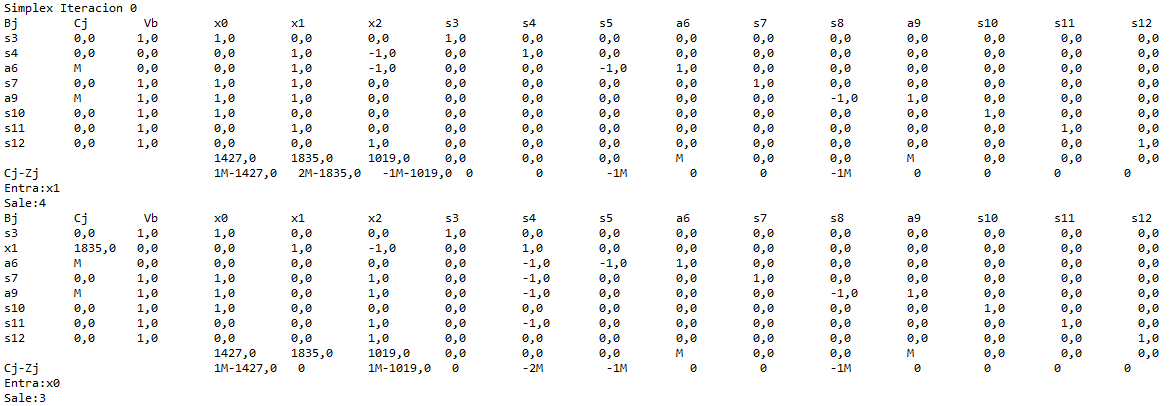 Simplex Iteracion 0
Bj Cj Vb x0 x1 x2 s3 s4 s5 a6 s7 s8 a9 s10 s11 s12
s3 0,0 1,0 1,0 0,0 0,0 1,0 0,0 0,0 0,0 0,0 0,0 0,0 0,0 0,0 0,0
s4 0,0 0,0 0,0 1,0 -1,0 0,0 1,0 0,0 0,0 0,0 0,0 0,0 0,0 0,0 0,0
a6 M 0,0 0,0 1,0 -1,0 0,0 0,0 -1,0 1,0 0,0 0,0 0,0 0,0 0,0 0,0
s7 0,0 1,0 1,0 1,0 0,0 0,0 0,0 0,0 0,0 1,0 0,0 0,0 0,0 0,0 0,0
a9 M 1,0 1,0 1,0 0,0 0,0 0,0 0,0 0,0 0,0 -1,0 1,0 0,0 0,0 0,0
s10 0,0 1,0 1,0 0,0 0,0 0,0 0,0 0,0 0,0 0,0 0,0 0,0 1,0 0,0 0,0
s11 0,0 1,0 0,0 1,0 0,0 0,0 0,0 0,0 0,0 0,0 0,0 0,0 0,0 1,0 0,0
s12 0,0 1,0 0,0 0,0 1,0 0,0 0,0 0,0 0,0 0,0 0,0 0,0 0,0 0,0 1,0
1427,0 1835,0 1019,0 0,0 0,0 0,0 M 0,0 0,0 M 0,0 0,0 0,0
Cj-Zj 1M-1427,0 2M-1835,0 -1M-1019,0 0 0 -1M 0 0 -1M 0 0 0 0
Entra:x1
Sale:4
Bj Cj Vb x0 x1 x2 s3 s4 s5 a6 s7 s8 a9 s10 s11 s12
s3 0,0 1,0 1,0 0,0 0,0 1,0 0,0 0,0 0,0 0,0 0,0 0,0 0,0 0,0 0,0
x1 1835,0 0,0 0,0 1,0 -1,0 0,0 1,0 0,0 0,0 0,0 0,0 0,0 0,0 0,0 0,0
a6 M 0,0 0,0 0,0 0,0 0,0 -1,0 -1,0 1,0 0,0 0,0 0,0 0,0 0,0 0,0
s7 0,0 1,0 1,0 0,0 1,0 0,0 -1,0 0,0 0,0 1,0 0,0 0,0 0,0 0,0 0,0
a9 M 1,0 1,0 0,0 1,0 0,0 -1,0 0,0 0,0 0,0 -1,0 1,0 0,0 0,0 0,0
s10 0,0 1,0 1,0 0,0 0,0 0,0 0,0 0,0 0,0 0,0 0,0 0,0 1,0 0,0 0,0
s11 0,0 1,0 0,0 0,0 1,0 0,0 -1,0 0,0 0,0 0,0 0,0 0,0 0,0 1,0 0,0
s12 0,0 1,0 0,0 0,0 1,0 0,0 0,0 0,0 0,0 0,0 0,0 0,0 0,0 0,0 1,0
1427,0 1835,0 1019,0 0,0 0,0 0,0 M 0,0 0,0 M 0,0 0,0 0,0
Cj-Zj 1M-1427,0 0 1M-1019,0 0 -2M -1M 0 0 -1M 0 0 0 0
Entra:x0
Sale:3